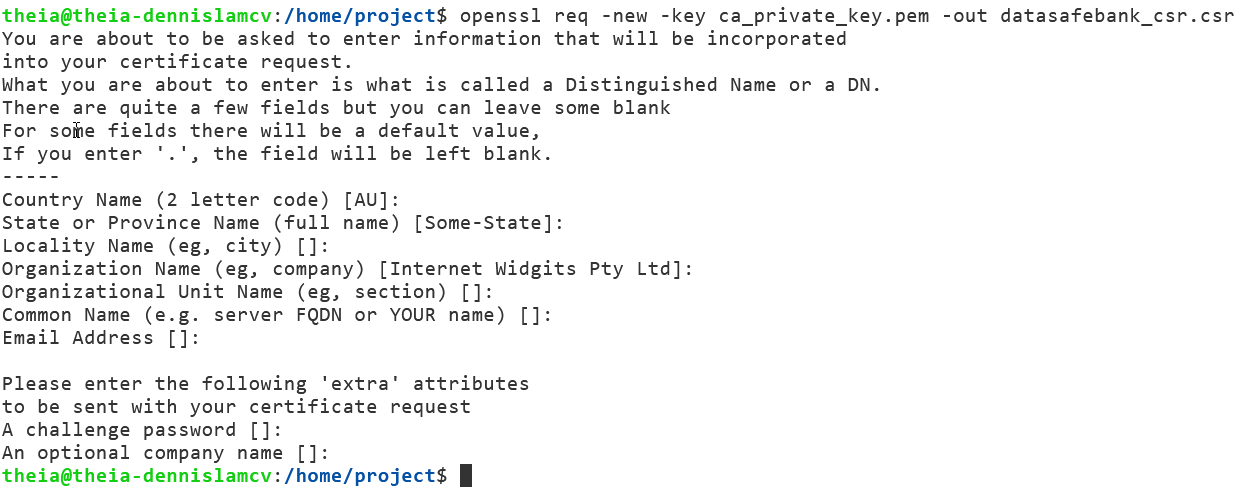 theia@theia-dennislamcv:/home/project$ openssl req -new -key ca_private_key.pem -out datasafebank_csr.csr
You are about to be asked to enter information that will be incorporated
into your certificate request.
What you are about to enter is what is called a Distinguished Name or a DN.
There are quite a few fields but you can leave some blank
For some fields there will be a default value,
If you enter '.', the field will be left blank.
-----
Country Name (2 letter code) [AU]:
State or Province Name (full name) [Some-State]:
Locality Name (eg, city) []:
Organization Name (eg, company) [Internet Widgits Pty Ltd]:
Organizational Unit Name (eg, section) []:
Common Name (e.g. server FQDN or YOUR name) []:
Email Address []:

Please enter the following 'extra' attributes
to be sent with your certificate request
A challenge password []:
An optional company name []:
theia@theia-dennislamcv:/home/project$